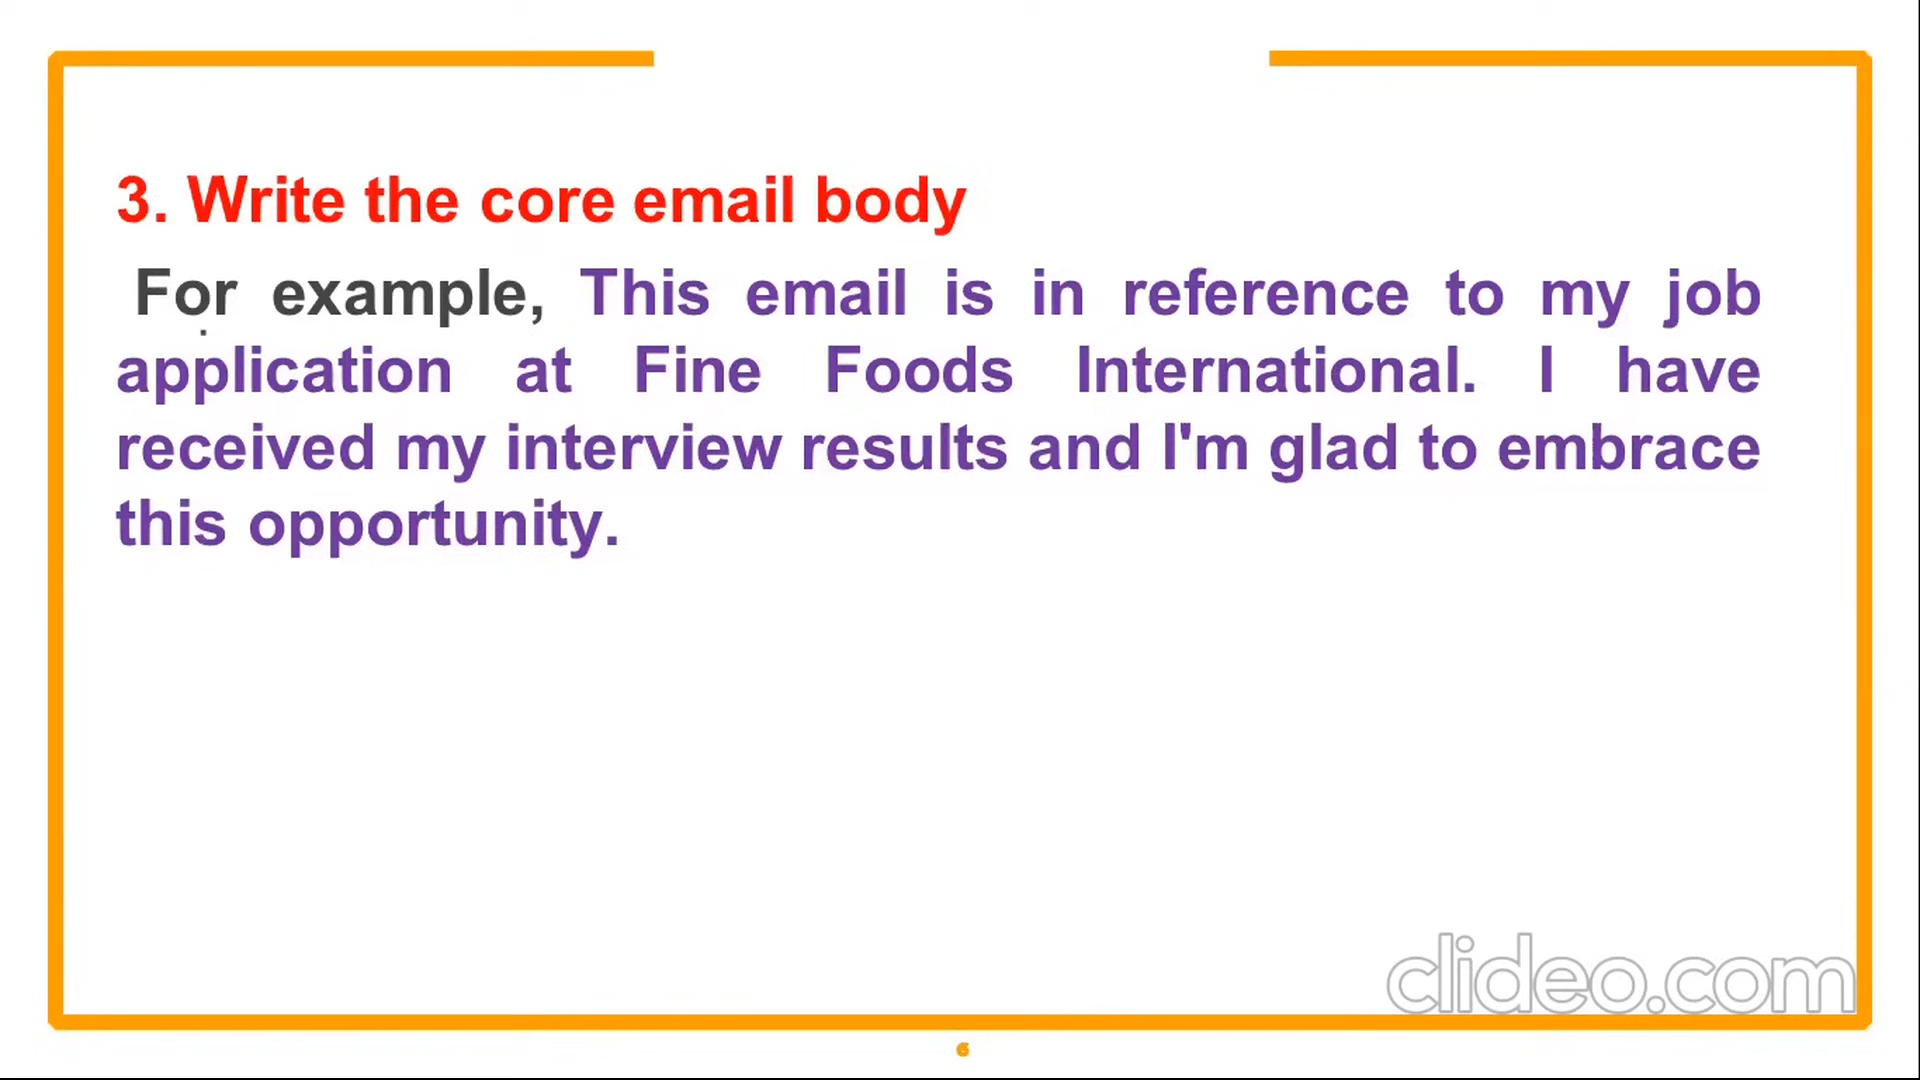 3. Write the core email body
For example, This email is in reference to my job
application at Fine Foods International. I have
received my interview results and I'm glad to embrace
this opportunity.
clideo.com
6